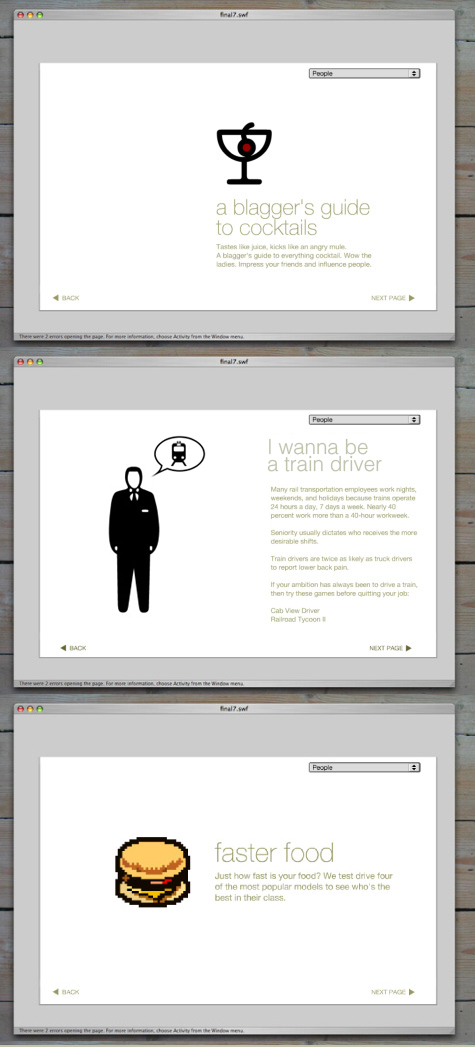 final7.swf
People
a blagger's guide
to cocktails
Tastes like juice, kicks like an angry mule.
A blagger's guide to everything cocktail. Wow the
ladies. Impress your friends and influence people.
BACK
NEXT PAGE
There were 2 errors opening the page. For more information, choose Activity from the Window menu.
final7.swf
People
I wanna be
a train driver
Many rail transportation employees work nights,
weekends, and holidays because trains operate
24 hours a day, 7 days a week. Nearly 40
percent work more than a 40-hour workweek.
Seniority usually dictates who receives the more
desirable shifts.
Train drivers are twice as likely as truck drivers
to report lower back pain.
If your ambition has always been to drive a train,
then try these games before quitting your job:
Cab View Driver
Railroad Tycoon II
BACK
NEXT PAGE
There were 2 errors opening the page. For more information, choose Activity from the Window menu.
final7.swf
People
faster food
Just how fast is your food? We test drive four
of the most popular models to see who's the
best in their class.
BACK
NEXT PAGE
There were 2 errors opening the page. For more information, choose Activity from the Window menu.